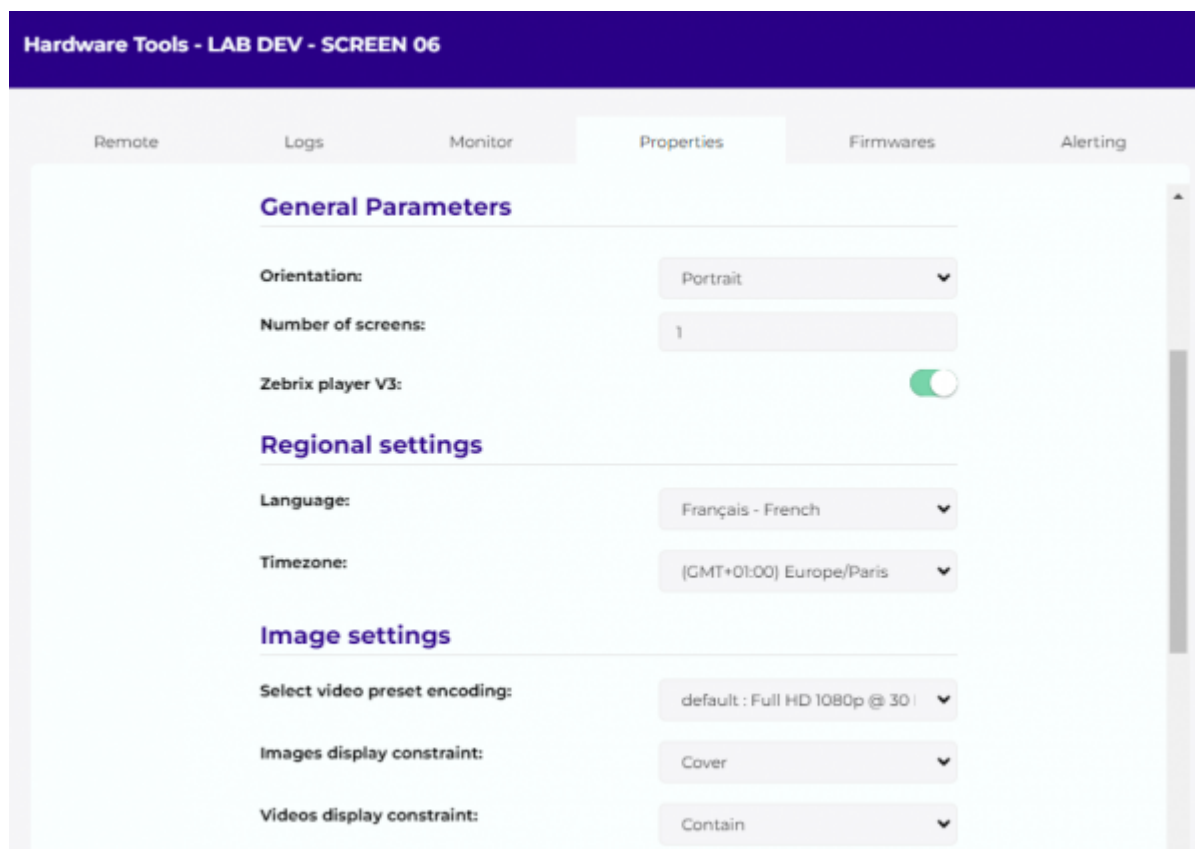 Hardware Tools - LAB DEV - SCREEN 06
Remote Logs Monitor Properties Firmwares Alerting
General Parameters
Orientation: Portrait
Number of screens: 1
Zebrix player V3:
Regional settings
Language: Français - French
Timezone: (GMT+01:00) Europe/Paris
Image settings
Select video preset encoding: default : Full HD 1080p @ 30
Images display constraint: Cover
Videos display constraint: Contain